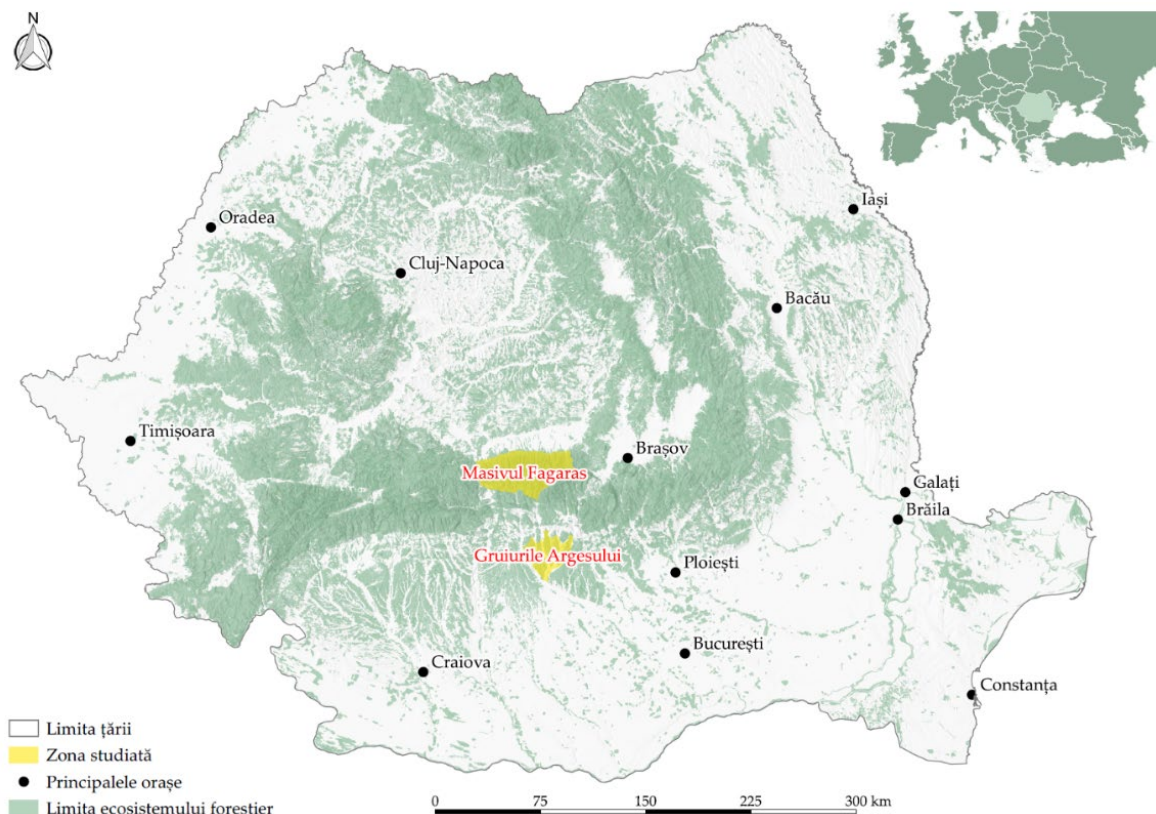 N
Iași
Oradea
Cluj-Napoca
Bacău
Timișoara
Brașov
Masivul Fagaras
Galați
Brăila
Gruiurile Argesului
Ploiești
București
Craiova
Constanța
Limita țării
Zona studiată
Principalele orașe
Limita ecosistemului forestier
0 75 150 225 300 km